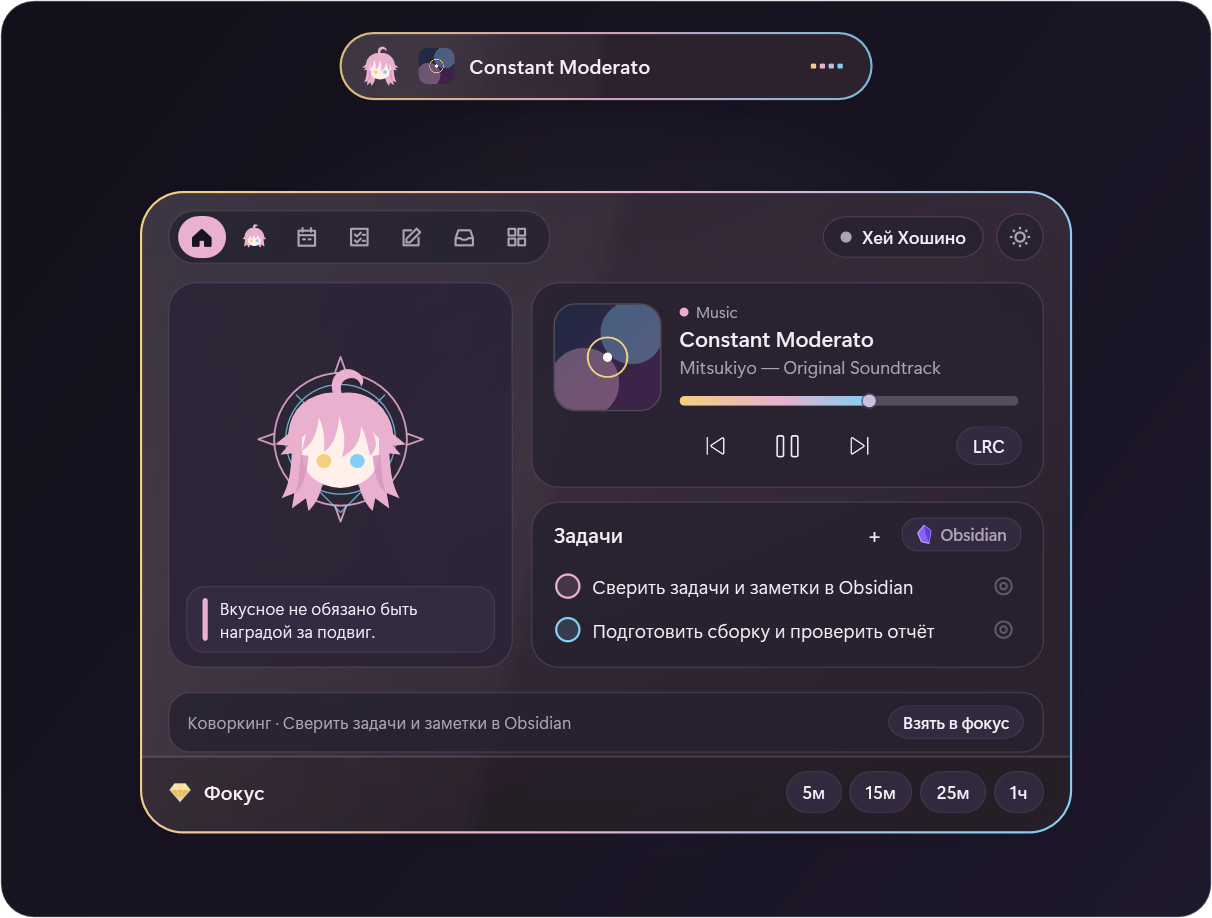 Constant Moderato
Хей Хошино
Music
Constant Moderato
Mitsukiyo — Original Soundtrack
LRC
Вкусное не обязано быть
наградой за подвиг.
Задачи
+
Obsidian
Сверить задачи и заметки в Obsidian
Подготовить сборку и проверить отчёт
Коворкинг · Сверить задачи и заметки в Obsidian
Взять в фокус
Фокус
5м
15м
25м
1ч